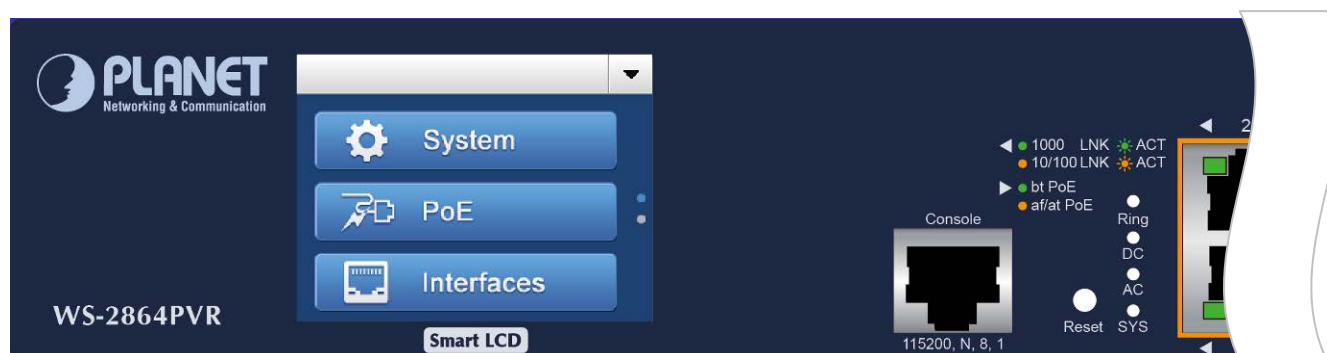 PLANET
Networking & Communication
System
PoE
Interfaces
WS-2864PVR
Smart LCD
1000 LNK ACT
10/100 LNK ACT
bt PoE
af/at PoE
Console
115200, N, 8, 1
Ring
DC
AC
SYS
Reset
2